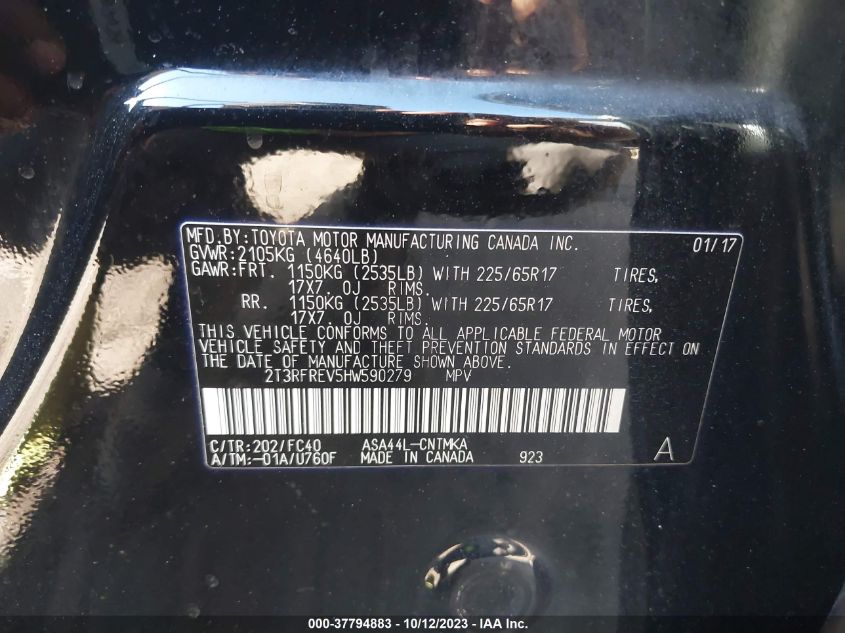 MFD.BY:TOYOTA MOTOR MANUFACTURING CANADA INC. 01/17
GVWR:2105KG (4640LB)
GAWR:FRT. 1150KG (2535LB) WITH 225/65R17 TIRES,
17X7.0J RIMS.
RR. 1150KG (2535LB) WITH 225/65R17 TIRES,
17X7.0J RIMS.
THIS VEHICLE CONFORMS TO ALL APPLICABLE FEDERAL MOTOR
VEHICLE SAFETY AND THEFT PREVENTION STANDARDS IN EFFECT ON
THE DATE OF MANUFACTURE SHOWN ABOVE.
2T3RFREV5HW590279 MPV
C/TR:202/FC40 ASA44L-CNTMKA
A/TM:-01A/U760F MADE IN CANADA 923 A
000-37794883 - 10/12/2023 - IAA Inc.